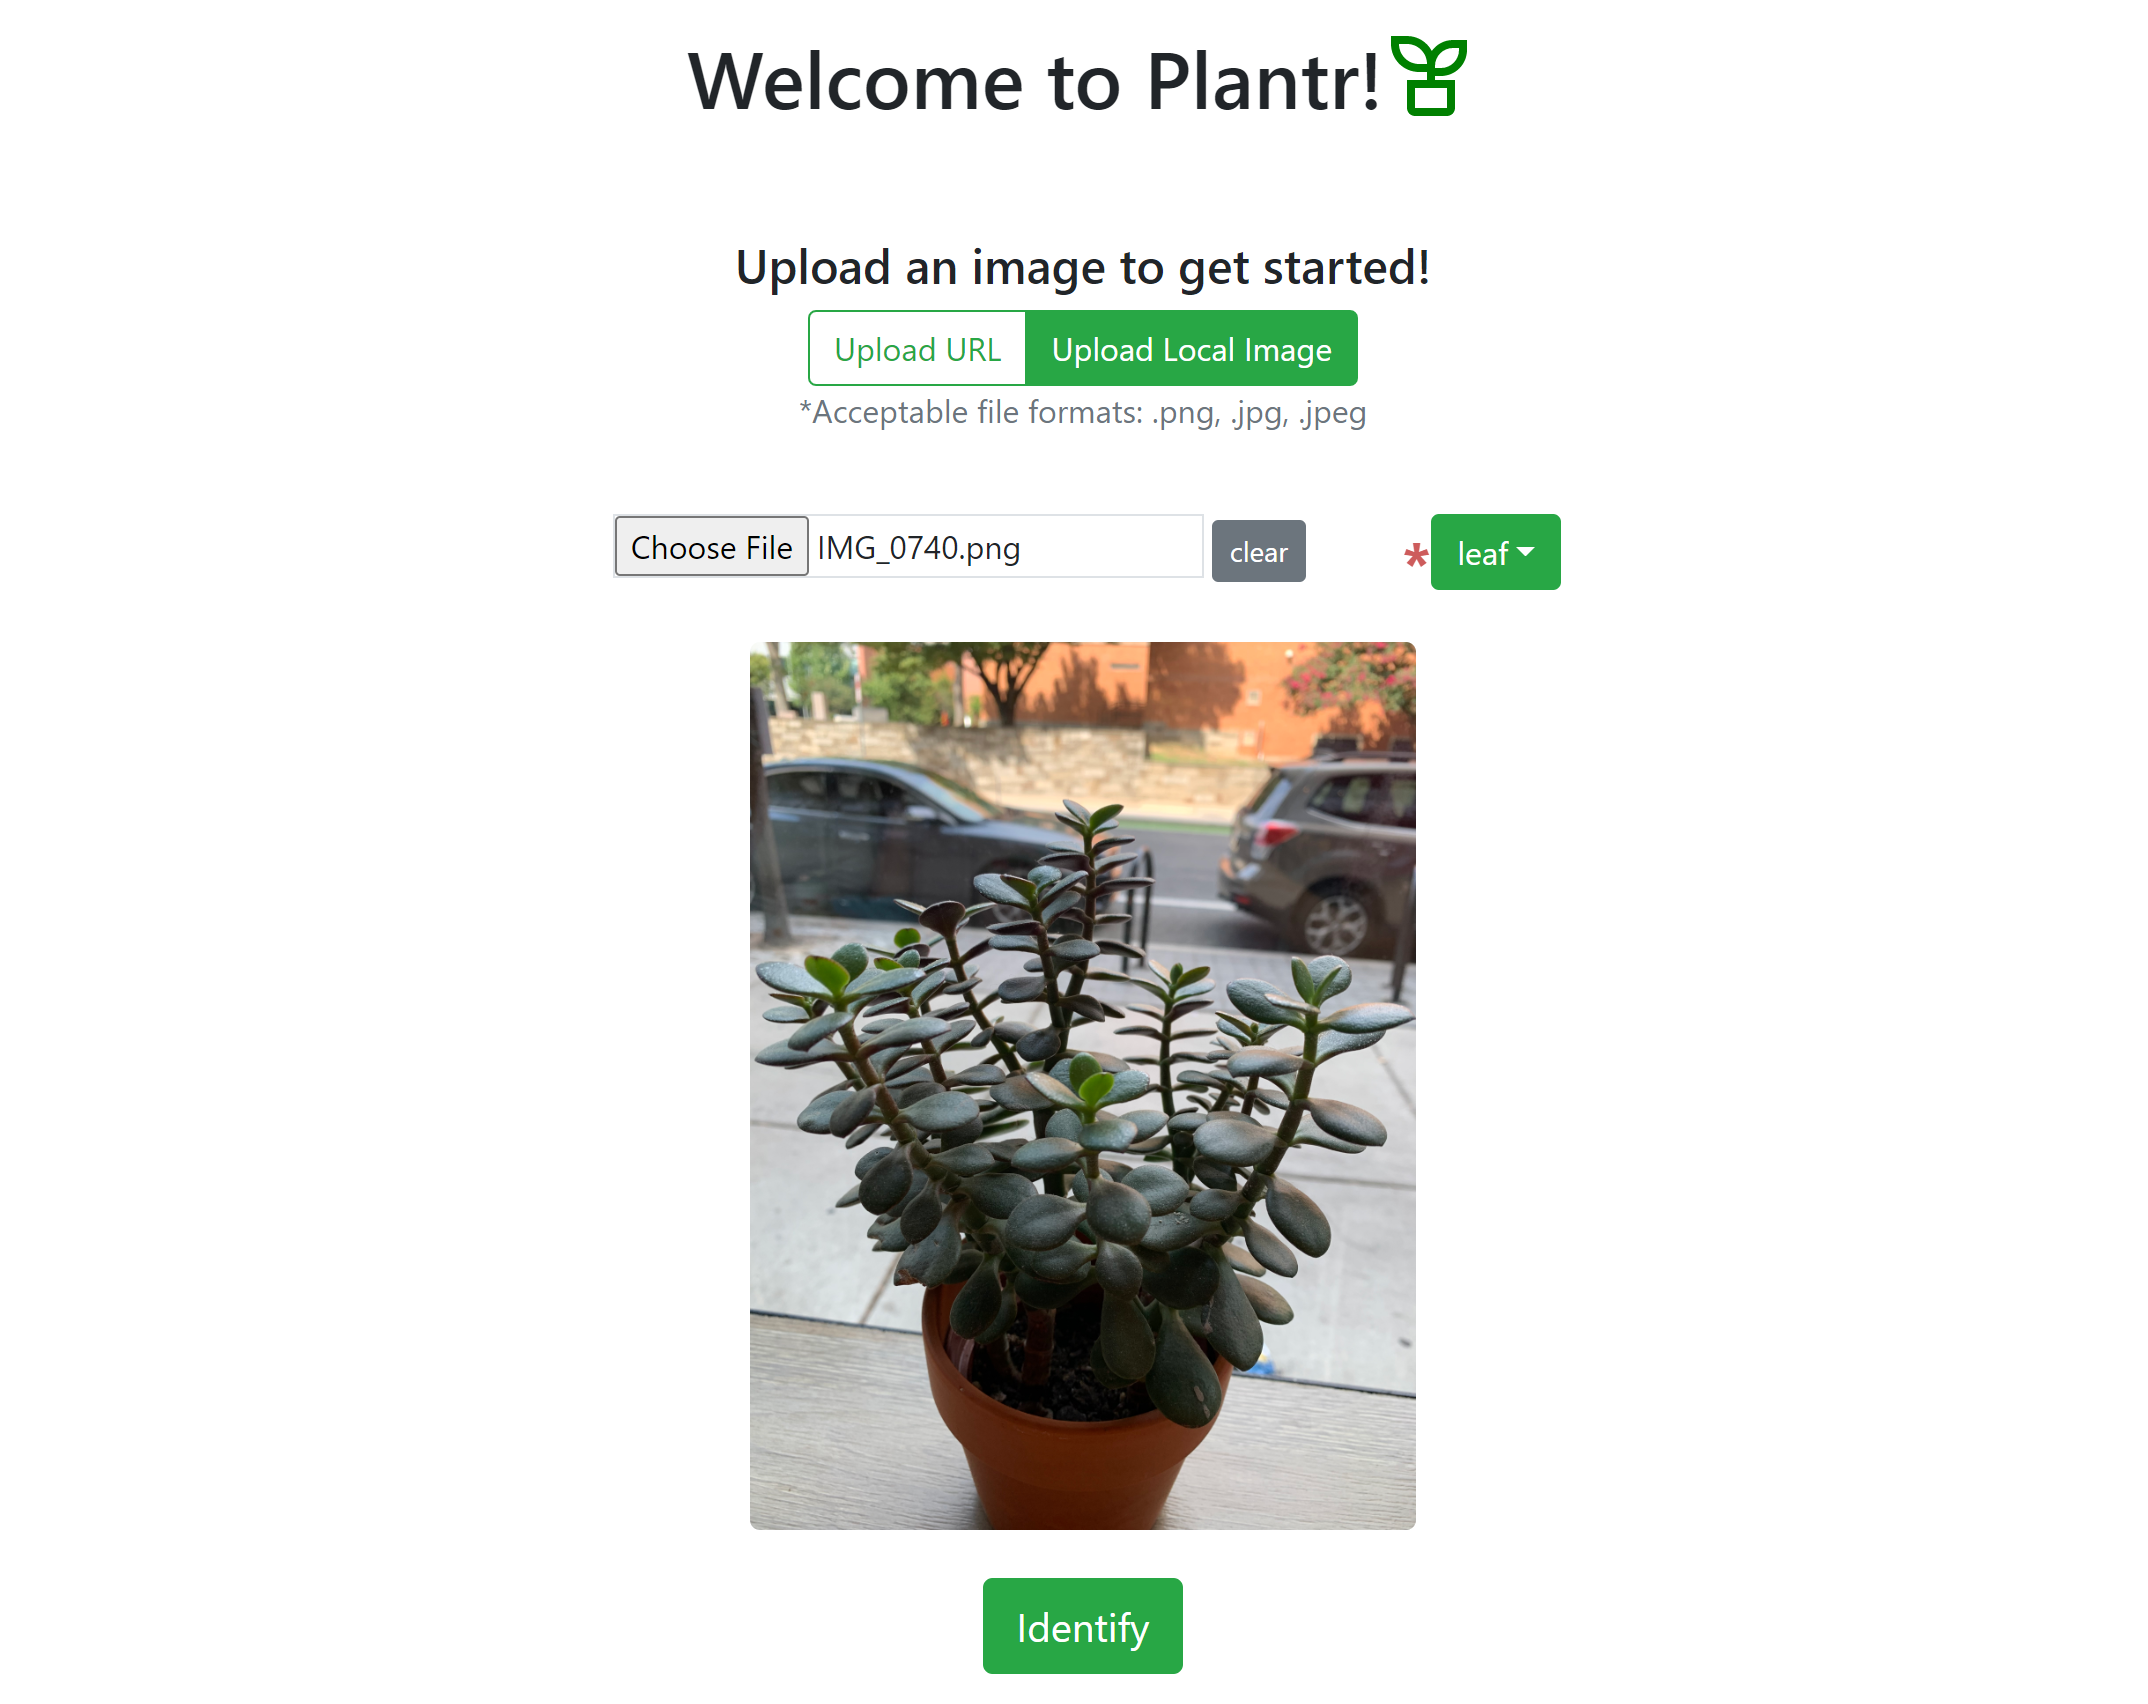 Welcome to Plantr!
Upload an image to get started!
Upload URL Upload Local Image
*Acceptable file formats: .png, .jpg, .jpeg
Choose File IMG_0740.png clear * leaf
Identify